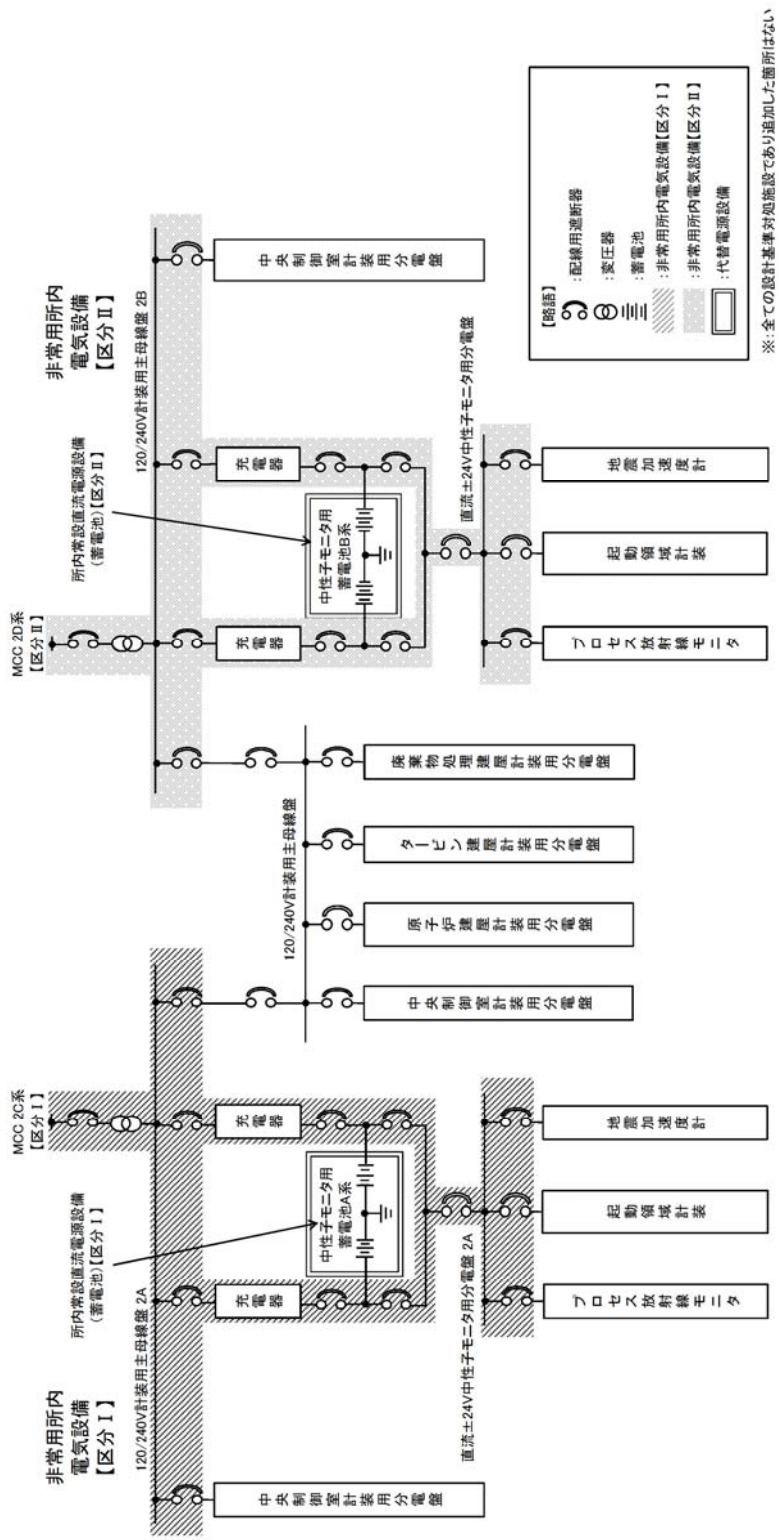 非常用所内
電気設備
【区分Ⅰ】
MCC 2C系
【区分Ⅰ】
所内常設直流電源設備
(蓄電池)【区分Ⅰ】
120/240V計装用主母線盤 2A
充電器
充電器
中性子モニタ用
蓄電池A系
中央制御室計装用分電盤
直流±24V中性子モニタ用分電盤 2A
プロセス放射線モニタ
起動領域計装
地震加速度計
120/240V計装用主母線盤
中央制御室計装用分電盤
原子炉建屋計装用分電盤
タービン建屋計装用分電盤
廃棄物処理建屋計装用分電盤
MCC 2D系
【区分Ⅱ】
所内常設直流電源設備
(蓄電池)【区分Ⅱ】
非常用所内
電気設備
【区分Ⅱ】
120/240V計装用主母線盤 2B
充電器
充電器
中性子モニタ用
蓄電池B系
中央制御室計装用分電盤
直流±24V中性子モニタ用分電盤
プロセス放射線モニタ
起動領域計装
地震加速度計
【略語】
:配線用遮断器
:変圧器
:蓄電池
:非常用所内電気設備【区分Ⅰ】
:非常用所内電気設備【区分Ⅱ】
:代替電源設備
※:全ての設計基準対処施設であり追加した箇所はない